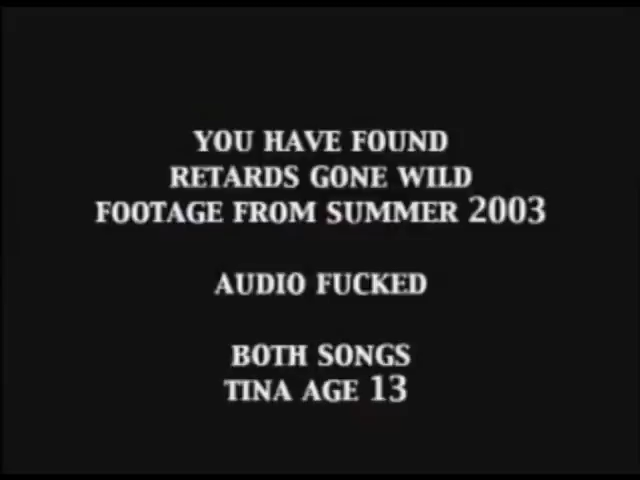 YOU HAVE FOUND
RETARDS GONE WILD
FOOTAGE FROM SUMMER 2003
AUDIO FUCKED
BOTH SONGS
TINA AGE 13